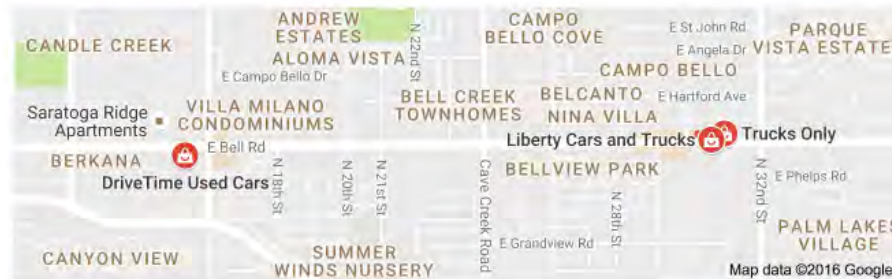 CANDLE CREEK
ANDREW
ESTATES
ALOMA VISTA
N 22nd St
CAMPO
BELLO COVE
E St John Rd
E Angela Dr
PARQUE
VISTA ESTATE
E Campo Bello Dr
CAMPO BELLO
Saratoga Ridge
Apartments
VILLA MILANO
CONDOMINIUMS
BELL CREEK
TOWNHOMES
BELCANTO
E Hartford Ave
NINA VILLA
Liberty Cars and Trucks
Trucks Only
BERKANA
E Bell Rd
DriveTime Used Cars
N 18th St
N 20th St
N 21st St
Cave Creek Road
BELLVIEW PARK
N 28th St
N 32nd St
E Phelps Rd
CANYON VIEW
SUMMER
WINDS NURSERY
E Grandview Rd
PALM LAKES
VILLAGE
Map data ©2016 Google